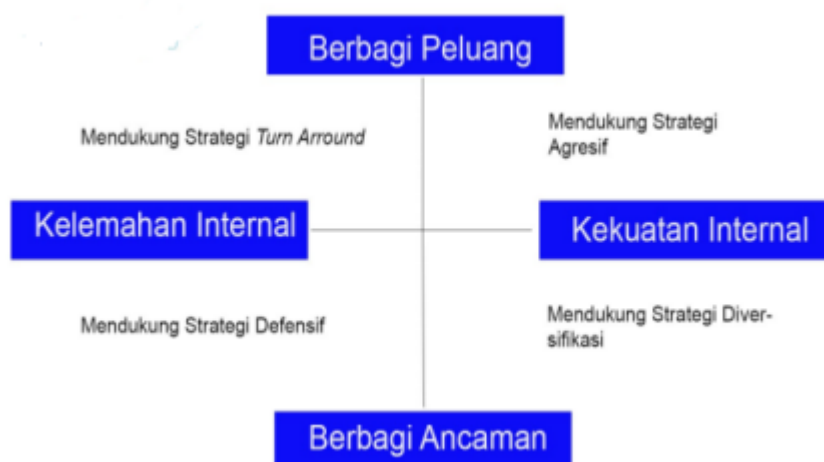 Berbagi Peluang
Mendukung Strategi Turn Arround
Mendukung Strategi
Agresif
Kelemahan Internal
Kekuatan Internal
Mendukung Strategi Defensif
Mendukung Strategi Diver-
sifikasi
Berbagi Ancaman